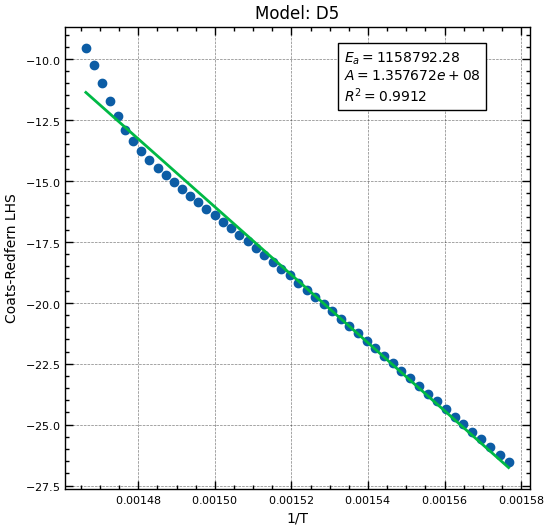 Model: D5
E_a = 1158792.28
A = 1.357672e + 08
R^2 = 0.9912
Coats-Redfern LHS
−10.0
−12.5
−15.0
−17.5
−20.0
−22.5
−25.0
−27.5
0.00148 0.00150 0.00152 0.00154 0.00156 0.00158
1/T